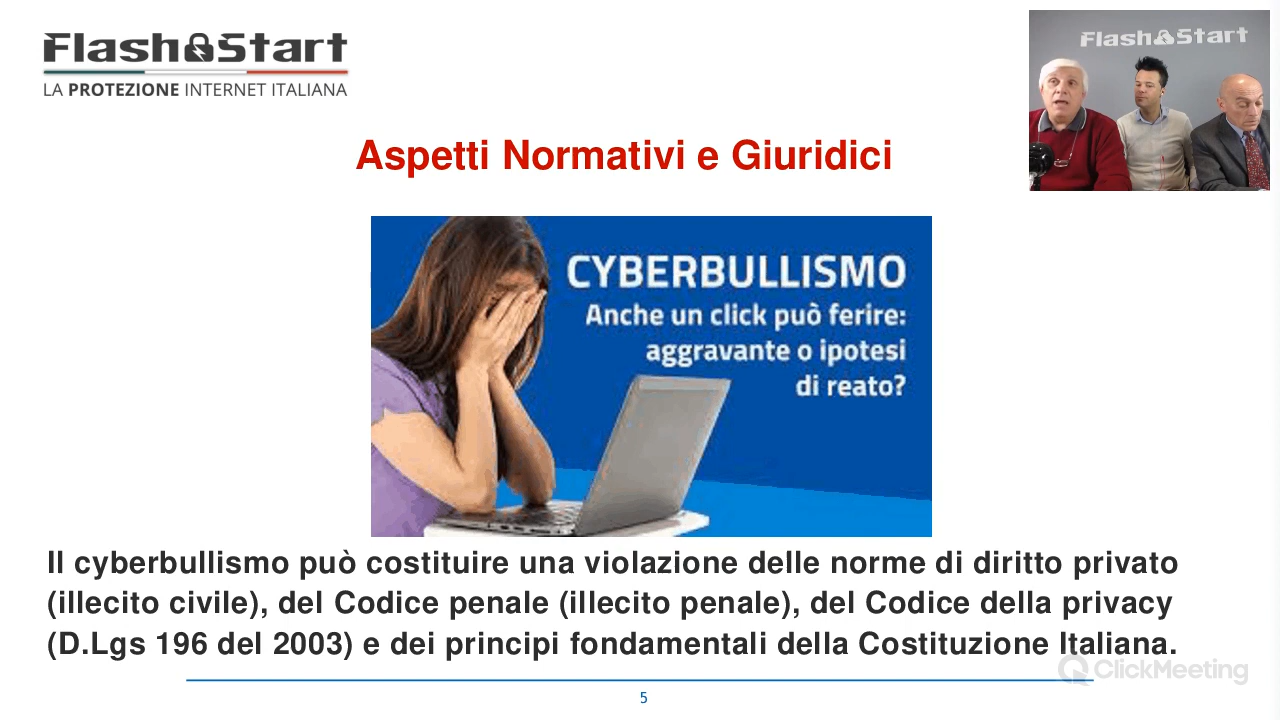 Flash Start
LA PROTEZIONE INTERNET ITALIANA
Flash Start
Aspetti Normativi e Giuridici
CYBERBULLISMO
Anche un click può ferire:
aggravante o ipotesi
di reato?
Il cyberbullismo può costituire una violazione delle norme di diritto privato
(illecito civile), del Codice penale (illecito penale), del Codice della privacy
(D.Lgs 196 del 2003) e dei principi fondamentali della Costituzione Italiana.
ClickMeeting
5